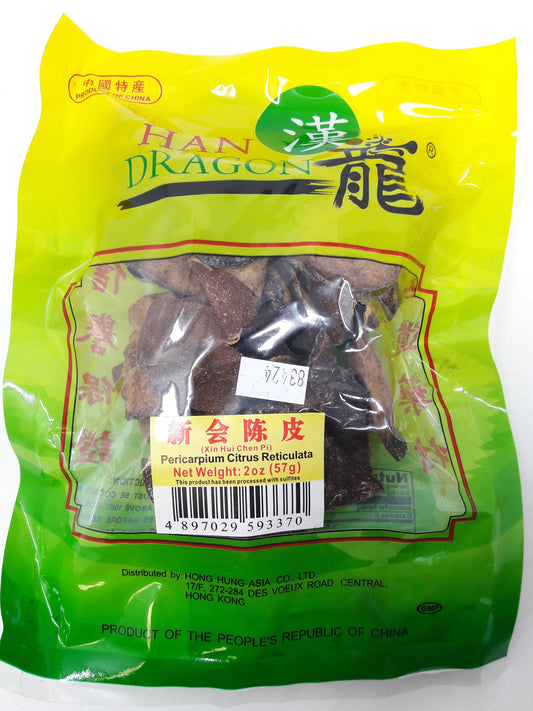 中國特産
PRODUCTS OF CHINA
HAN 漢
DRAGON 龍 ®
83424
新会陈皮
(Xin Hui Chen Pi)
Pericarpium Citrus Reticulata
Net Weight: 2oz (57g)
This product has been processed with sulfites
4 897029 593370
Distributed by: HONG HUNG ASIA CO., LTD.
17/F, 272-284 DES VOEUX ROAD CENTRAL,
HONG KONG
GMP
PRODUCT OF THE PEOPLE'S REPUBLIC OF CHINA